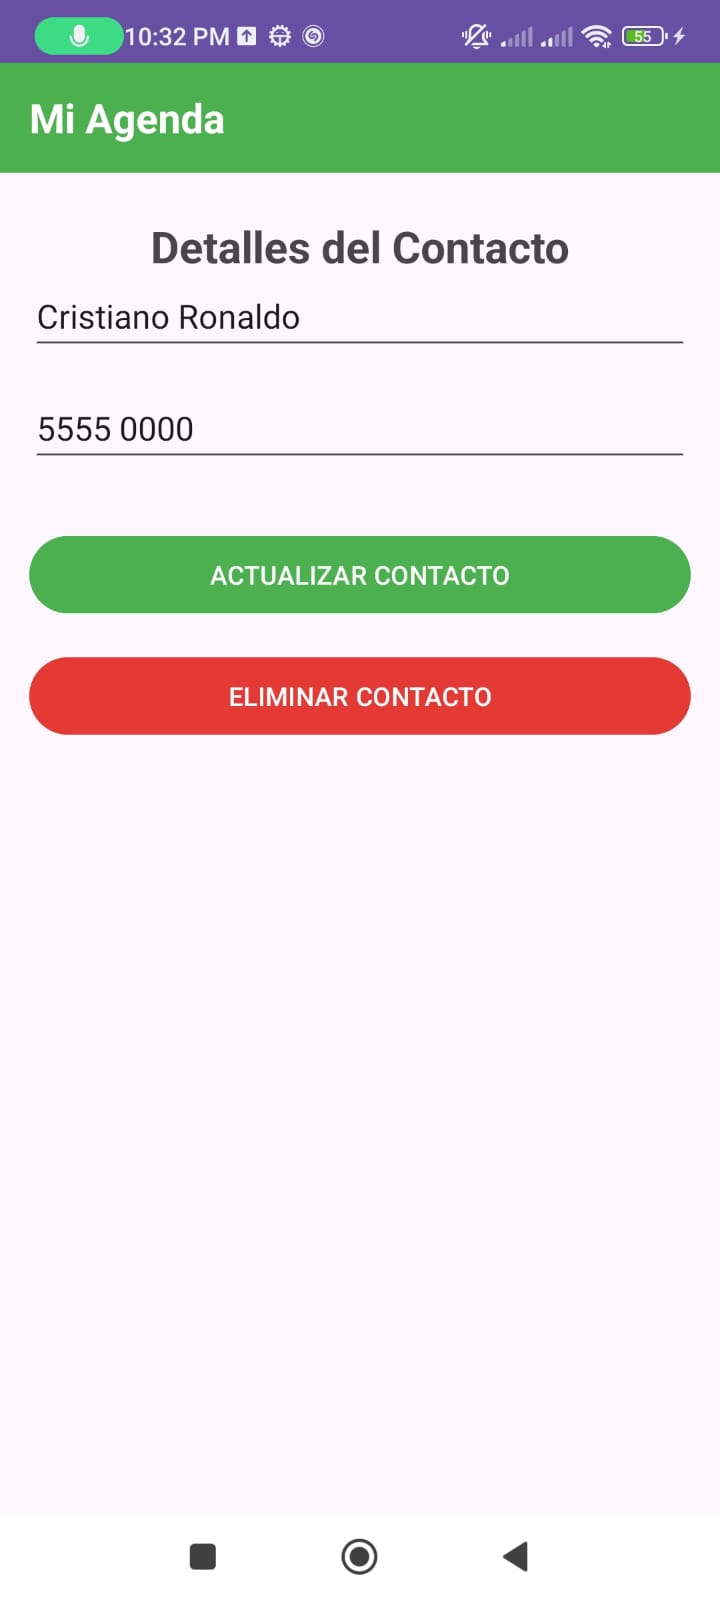 10:32 PM
55
Mi Agenda
Detalles del Contacto
Cristiano Ronaldo
5555 0000
ACTUALIZAR CONTACTO
ELIMINAR CONTACTO